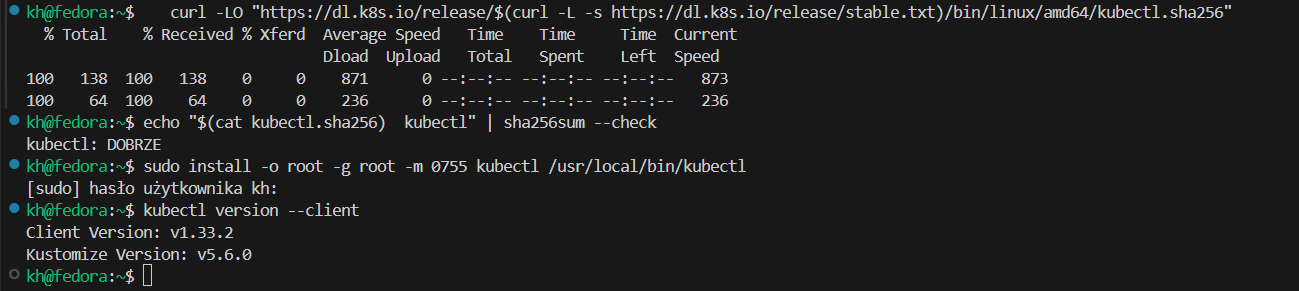 kh@fedora:~$    curl -LO "https://dl.k8s.io/release/$(curl -L -s https://dl.k8s.io/release/stable.txt)/bin/linux/amd64/kubectl.sha256"
  % Total    % Received % Xferd  Average Speed   Time    Time     Time  Current
                                 Dload  Upload   Total   Spent    Left  Speed
100   138  100   138    0     0    871      0 --:--:-- --:--:-- --:--:--   873
100    64  100    64    0     0    236      0 --:--:-- --:--:-- --:--:--   236
kh@fedora:~$ echo "$(cat kubectl.sha256)  kubectl" | sha256sum --check
kubectl: DOBRZE
kh@fedora:~$ sudo install -o root -g root -m 0755 kubectl /usr/local/bin/kubectl
[sudo] hasło użytkownika kh:
kh@fedora:~$ kubectl version --client
Client Version: v1.33.2
Kustomize Version: v5.6.0
kh@fedora:~$